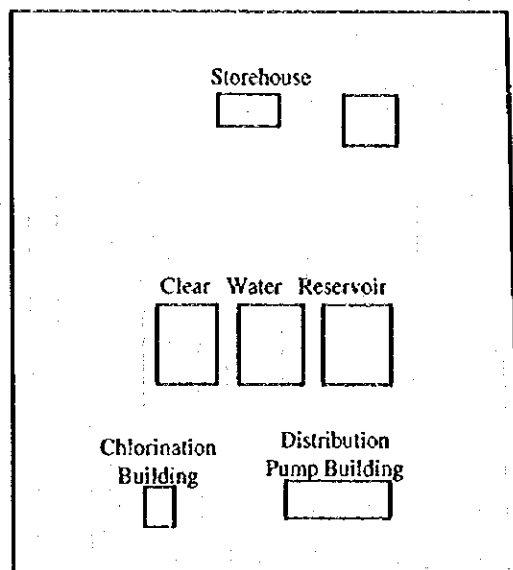 Storehouse
Clear Water Reservoir
Chlorination
Building
Distribution
Pump Building